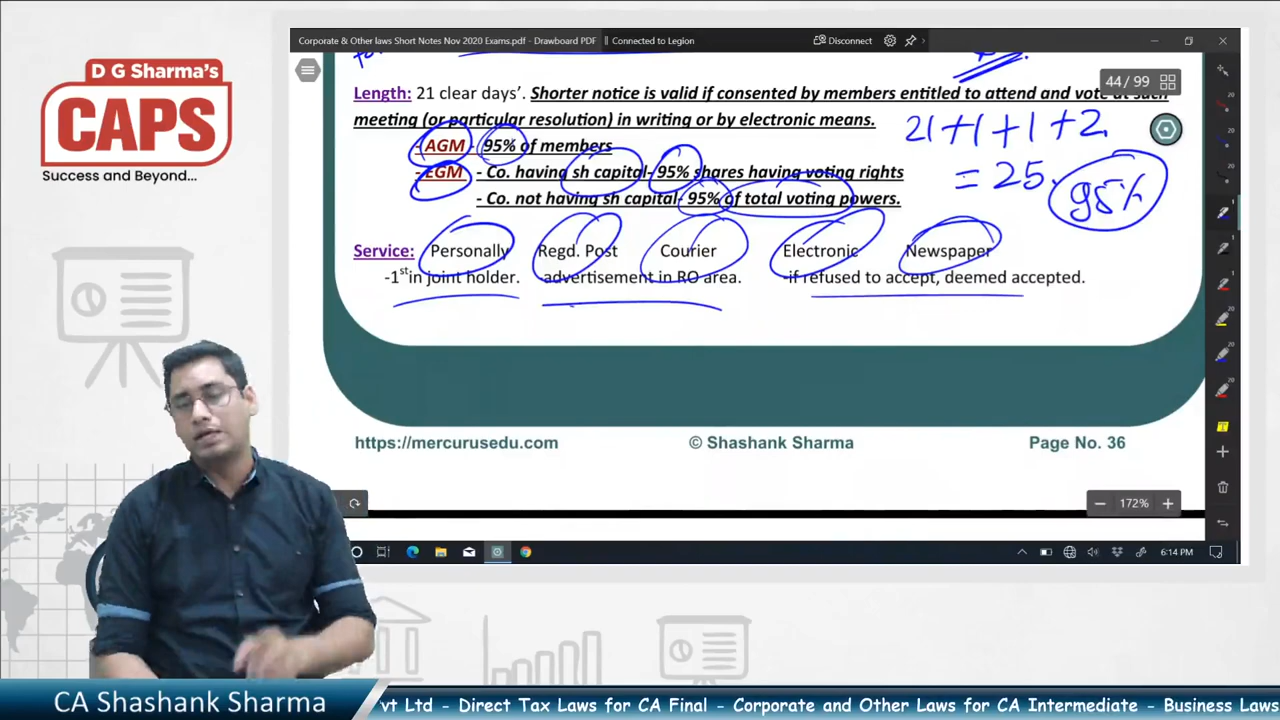 D G Sharma's
CAPS
Success and Beyond...
Corporate & Other laws Short Notes Nov 2020 Exams.pdf - Drawboard PDF
Connected to Legion
Disconnect
44 / 99
Length: 21 clear days'. Shorter notice is valid if consented by members entitled to attend and vote at such
meeting (or particular resolution) in writing or by electronic means.
- AGM - 95% of members
- EGM - Co. having sh capital- 95% shares having voting rights
- Co. not having sh capital- 95% of total voting powers.
21+1+1+2
= 25.
95%
Service: Personally Regd. Post Courier Electronic Newspaper
-1st in joint holder. -advertisement in RO area. -if refused to accept, deemed accepted.
https://mercurusedu.com © Shashank Sharma Page No. 36
172%
6:14 PM
CA Shashank Sharma
vt Ltd - Direct Tax Laws for CA Final - Corporate and Other Laws for CA Intermediate - Business Laws